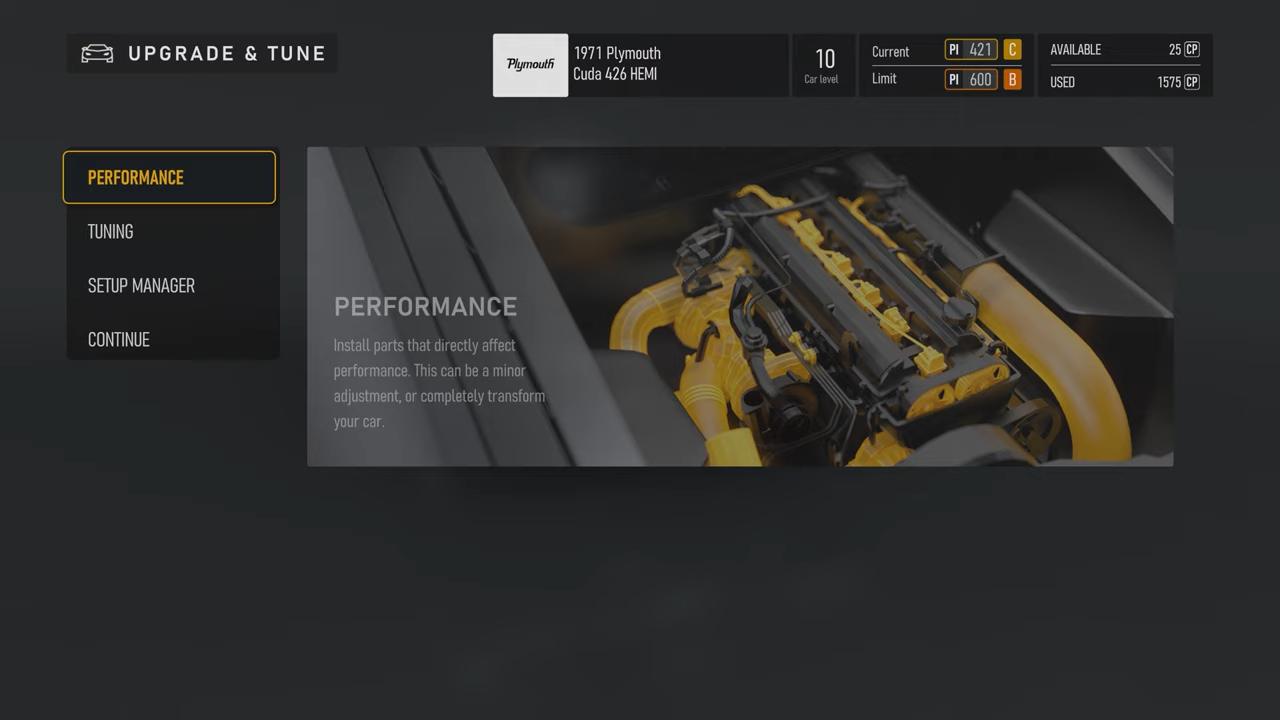 UPGRADE & TUNE
Plymouth
1971 Plymouth
Cuda 426 HEMI
10
Car level
Current PI 421 C
Limit PI 600 B
AVAILABLE 25 CP
USED 1575 CP
PERFORMANCE
TUNING
SETUP MANAGER
CONTINUE
PERFORMANCE
Install parts that directly affect
performance. This can be a minor
adjustment, or completely transform
your car.